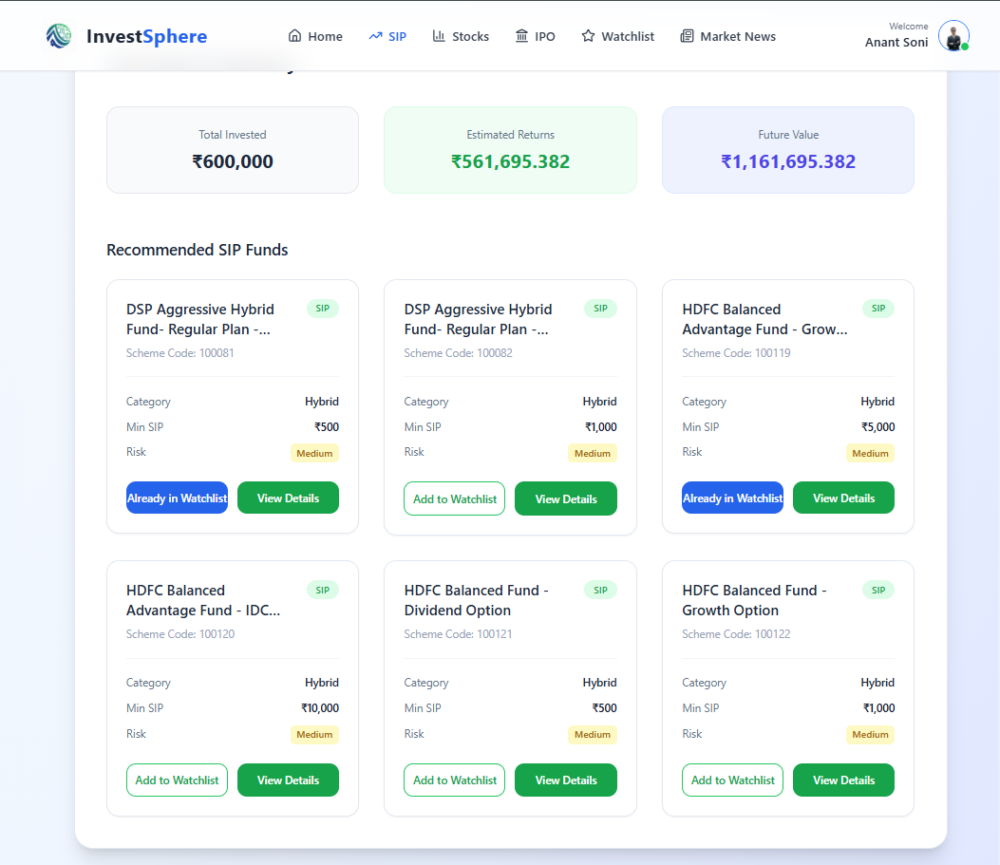 InvestSphere
Home
SIP
Stocks
IPO
Watchlist
Market News
Welcome
Anant Soni
Total Invested
₹600,000
Estimated Returns
₹561,695.382
Future Value
₹1,161,695.382
Recommended SIP Funds
DSP Aggressive Hybrid
Fund- Regular Plan -...
SIP
Scheme Code: 100081
Category
Hybrid
Min SIP
₹500
Risk
Medium
Already in Watchlist
View Details
DSP Aggressive Hybrid
Fund- Regular Plan -...
SIP
Scheme Code: 100082
Category
Hybrid
Min SIP
₹1,000
Risk
Medium
Add to Watchlist
View Details
HDFC Balanced
Advantage Fund - Grow...
SIP
Scheme Code: 100119
Category
Hybrid
Min SIP
₹5,000
Risk
Medium
Already in Watchlist
View Details
HDFC Balanced
Advantage Fund - IDC...
SIP
Scheme Code: 100120
Category
Hybrid
Min SIP
₹10,000
Risk
Medium
Add to Watchlist
View Details
HDFC Balanced Fund -
Dividend Option
SIP
Scheme Code: 100121
Category
Hybrid
Min SIP
₹500
Risk
Medium
Add to Watchlist
View Details
HDFC Balanced Fund -
Growth Option
SIP
Scheme Code: 100122
Category
Hybrid
Min SIP
₹1,000
Risk
Medium
Add to Watchlist
View Details